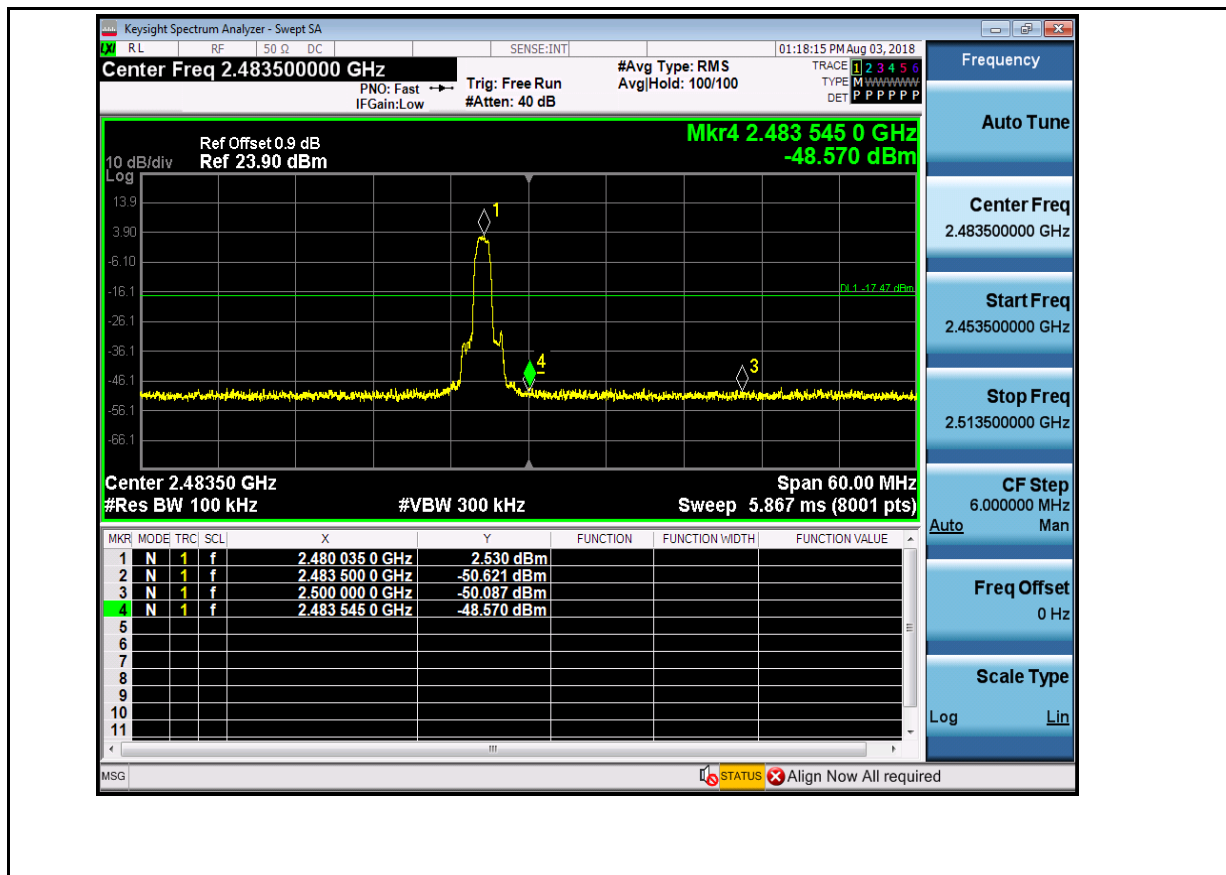 Keysight Spectrum Analyzer - Swept SA
LXI RL RF 50 Ω DC SENSE:INT 01:18:15 PM Aug 03, 2018
Center Freq 2.483500000 GHz
PNO: Fast
IFGain:Low
Trig: Free Run
#Atten: 40 dB
#Avg Type: RMS
Avg|Hold: 100/100
TRACE 1 2 3 4 5 6
TYPE M WWWWW
DET P P P P P P
Mkr4 2.483 545 0 GHz
-48.570 dBm
Ref Offset 0.9 dB
10 dB/div Ref 23.90 dBm
Log
13.9
3.90
-6.10
-16.1
-26.1
-36.1
-46.1
-56.1
-66.1
1
4
3
DL1 -17.47 dBm
Center 2.48350 GHz Span 60.00 MHz
#Res BW 100 kHz #VBW 300 kHz Sweep 5.867 ms (8001 pts)
MKR MODE TRC SCL X Y FUNCTION FUNCTION WIDTH FUNCTION VALUE
1 N 1 f 2.480 035 0 GHz 2.530 dBm
2 N 1 f 2.483 500 0 GHz -50.621 dBm
3 N 1 f 2.500 000 0 GHz -50.087 dBm
4 N 1 f 2.483 545 0 GHz -48.570 dBm
5
6
7
8
9
10
11
MSG STATUS Align Now All required
Frequency
Auto Tune
Center Freq
2.483500000 GHz
Start Freq
2.453500000 GHz
Stop Freq
2.513500000 GHz
CF Step
6.000000 MHz
Auto Man
Freq Offset
0 Hz
Scale Type
Log Lin